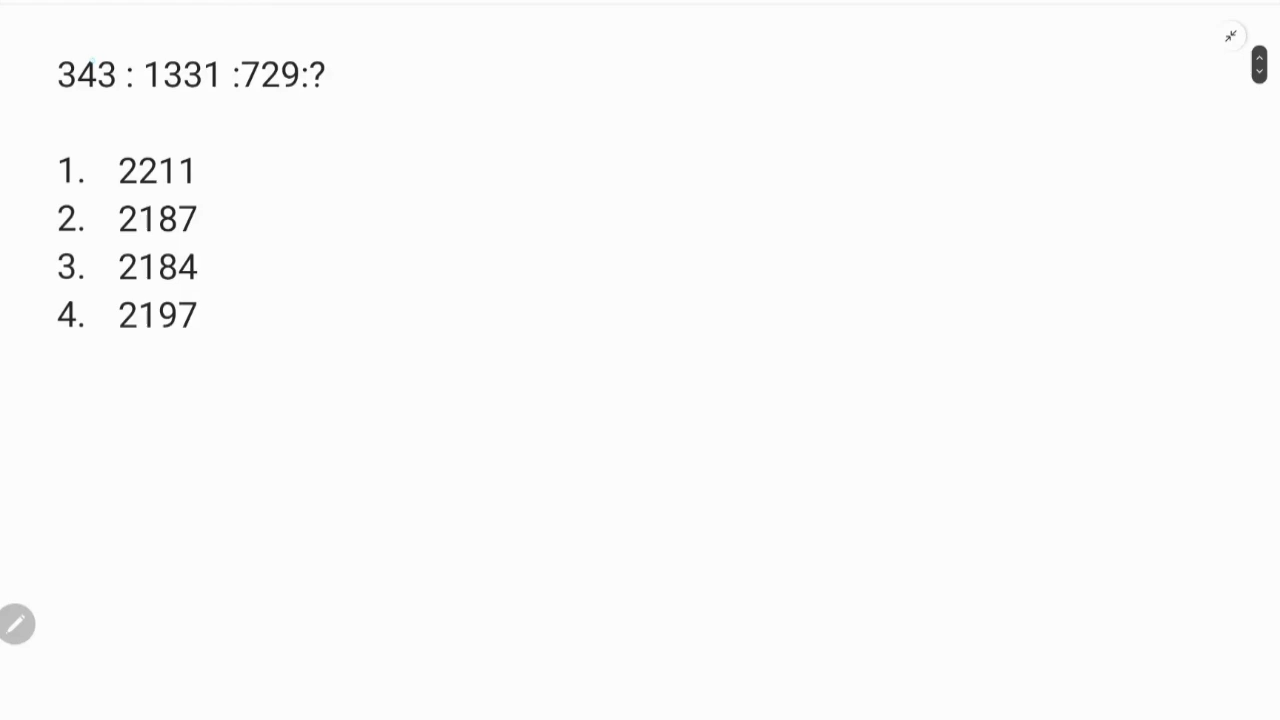 343 : 1331 :729:?
1. 2211
2. 2187
3. 2184
4. 2197